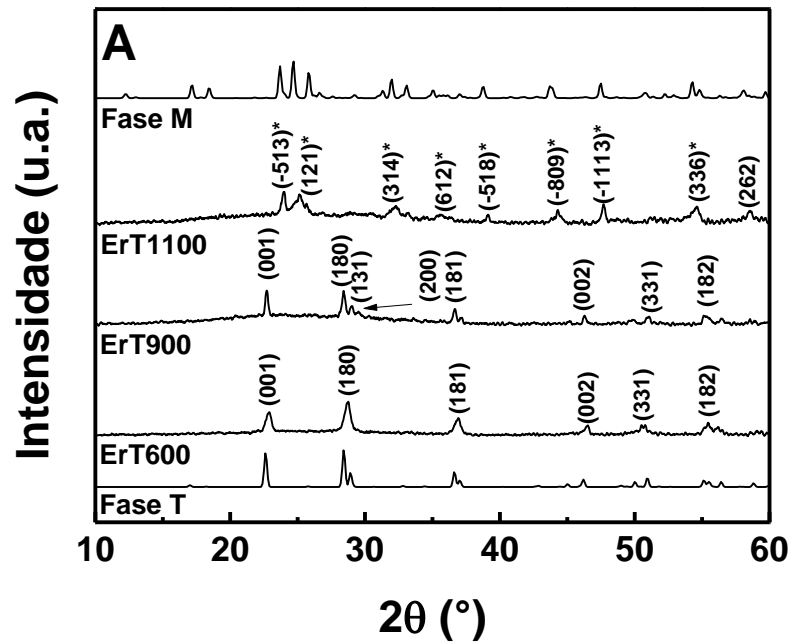 A
Intensidade (u.a.)
Fase M
(-513)*
(121)*
(314)*
(612)*
(-518)*
(-809)*
(-1113)*
(336)*
(262)
ErT1100
(001)
(180)
(131)
(200)
(181)
(002)
(331)
(182)
ErT900
(001)
(180)
(181)
(002)
(331)
(182)
ErT600
Fase T
10 20 30 40 50 60
2θ (°)